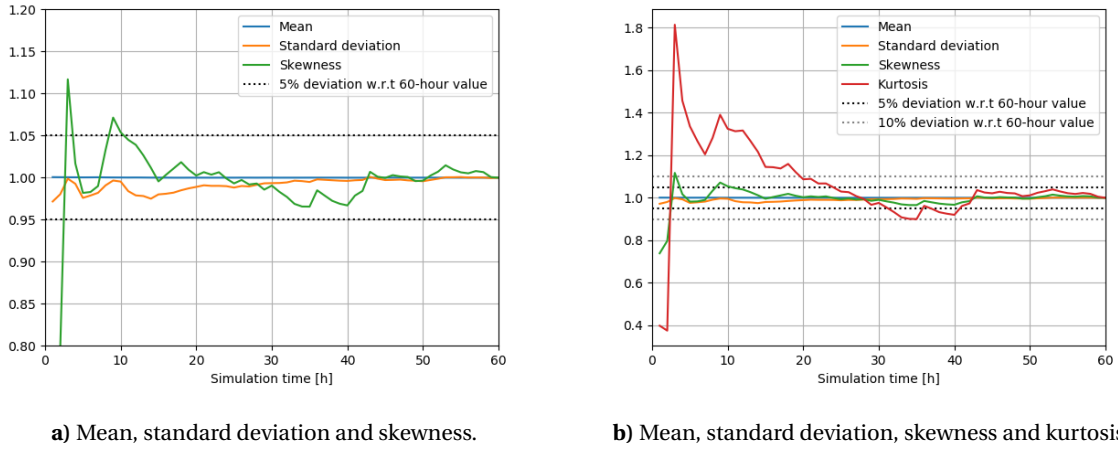 1.20
1.15
1.10
1.05
1.00
0.95
0.90
0.85
0.80
0 10 20 30 40 50 60
Simulation time [h]
Mean
Standard deviation
Skewness
5% deviation w.r.t 60-hour value
a) Mean, standard deviation and skewness.
1.8
1.6
1.4
1.2
1.0
0.8
0.6
0.4
0 10 20 30 40 50 60
Simulation time [h]
Mean
Standard deviation
Skewness
Kurtosis
5% deviation w.r.t 60-hour value
10% deviation w.r.t 60-hour value
b) Mean, standard deviation, skewness and kurtosis